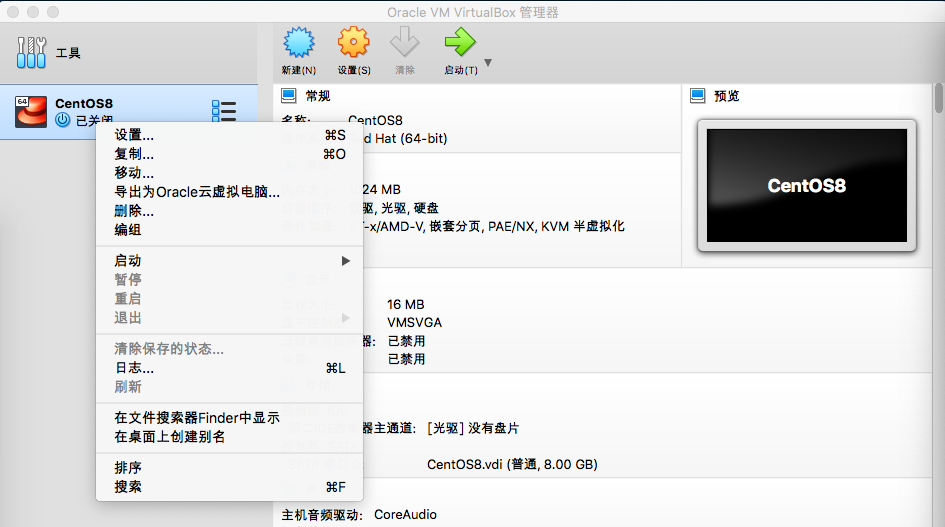 Oracle VM VirtualBox 管理器
工具
新建(N)
设置(S)
清除
启动(T)
64
CentOS8
已关闭
设置... ⌘S
复制... ⌘O
移动...
导出为Oracle云虚拟电脑...
删除...
编组
启动
暂停
重启
退出
清除保存的状态...
日志... ⌘L
刷新
在文件搜索器Finder中显示
在桌面上创建别名
排序
搜索 ⌘F
常规
名称: CentOS8
d Hat (64-bit)
24 MB
驱, 光驱, 硬盘
-x/AMD-V, 嵌套分页, PAE/NX, KVM 半虚拟化
16 MB
VMSVGA
器: 已禁用
已禁用
器主通道: [光驱] 没有盘片
CentOS8.vdi (普通, 8.00 GB)
主机音频驱动: CoreAudio
预览
CentOS8